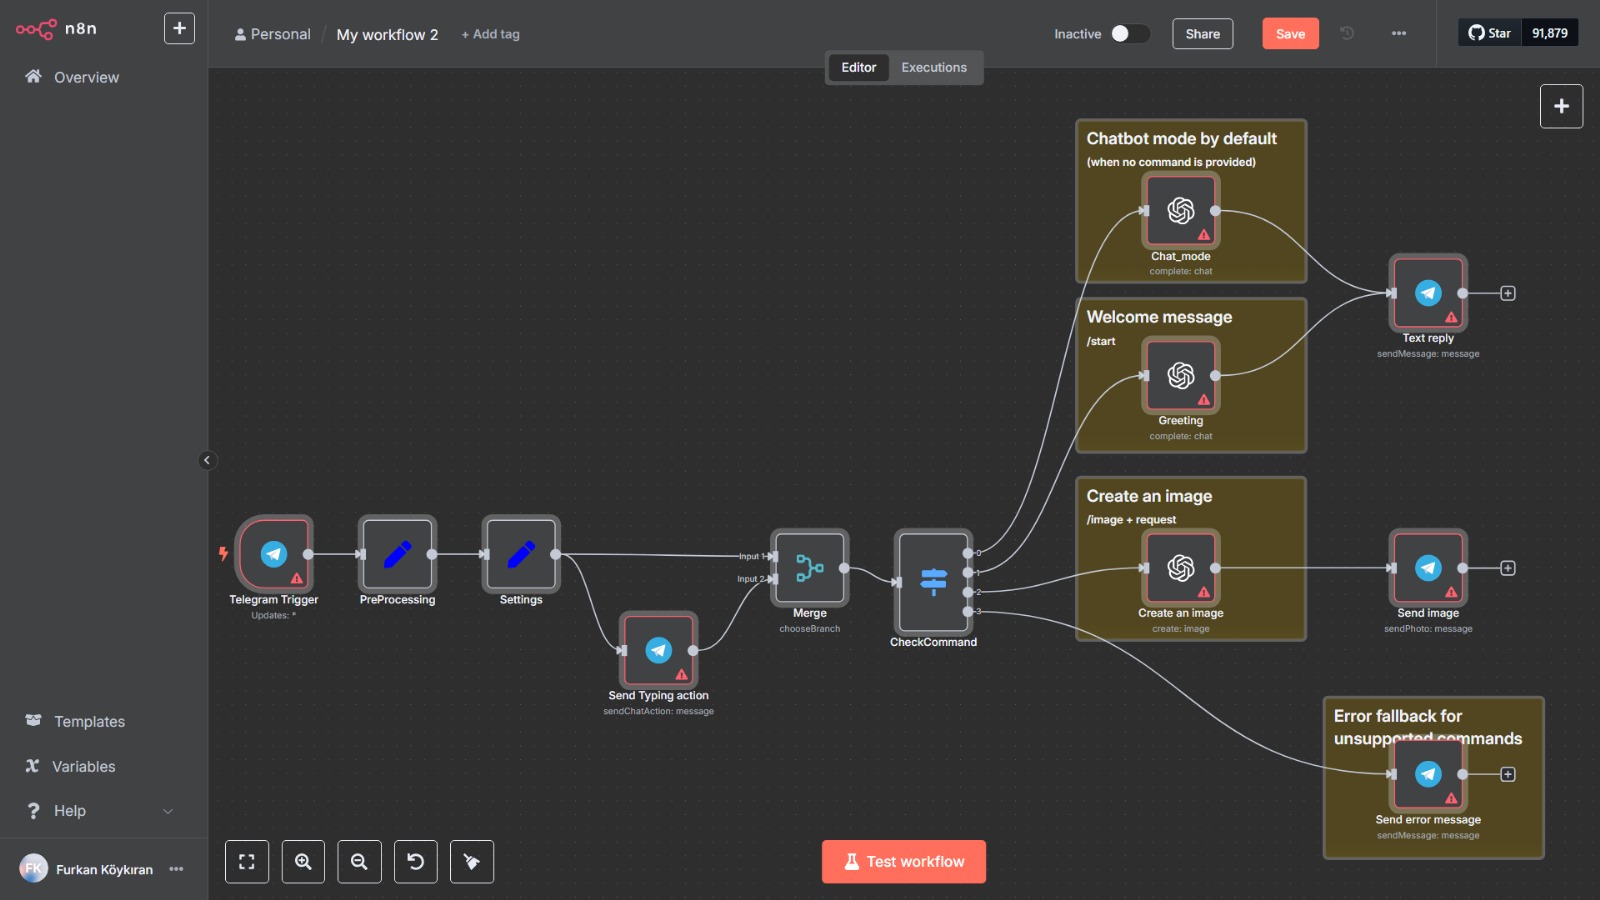 n8n
+
Personal / My workflow 2 + Add tag
Inactive
Share
Save
Star 91,879
Overview
Editor Executions
+
Chatbot mode by default
(when no command is provided)
Chat_mode
complete: chat
Text reply
sendMessage: message
Welcome message
/start
Greeting
complete: chat
Create an image
/image + request
Create an image
create: image
Send image
sendPhoto: message
Telegram Trigger
Updates: *
PreProcessing
Settings
Send Typing action
sendChatAction: message
Input 1
Input 2
Merge
chooseBranch
0
1
2
3
CheckCommand
Error fallback for
unsupported commands
Send error message
sendMessage: message
Templates
Variables
Help
FK
Furkan Köykıran
Test workflow